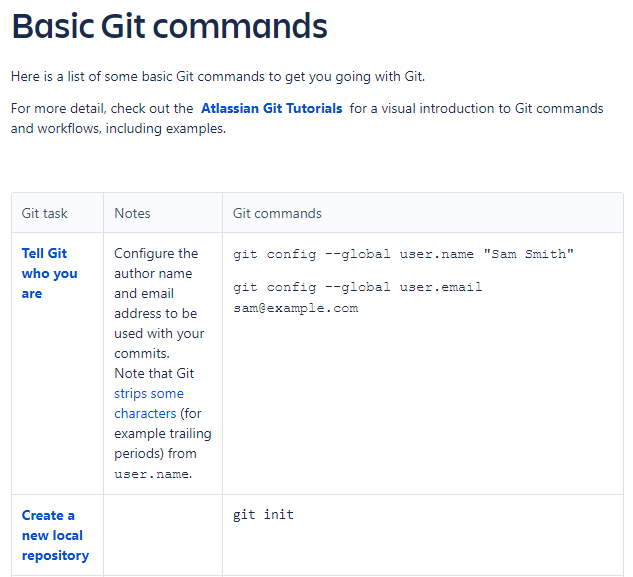 Basic Git commands
Here is a list of some basic Git commands to get you going with Git.
For more detail, check out the Atlassian Git Tutorials for a visual introduction to Git commands
and workflows, including examples.
Git task
Notes
Git commands
Tell Git
who you
are
Configure the
author name
and email
address to be
used with your
commits.
Note that Git
strips some
characters (for
example trailing
periods) from
user.name.
git config --global user.name "Sam Smith"
git config --global user.email
sam@example.com
Create a
new local
repository
git init